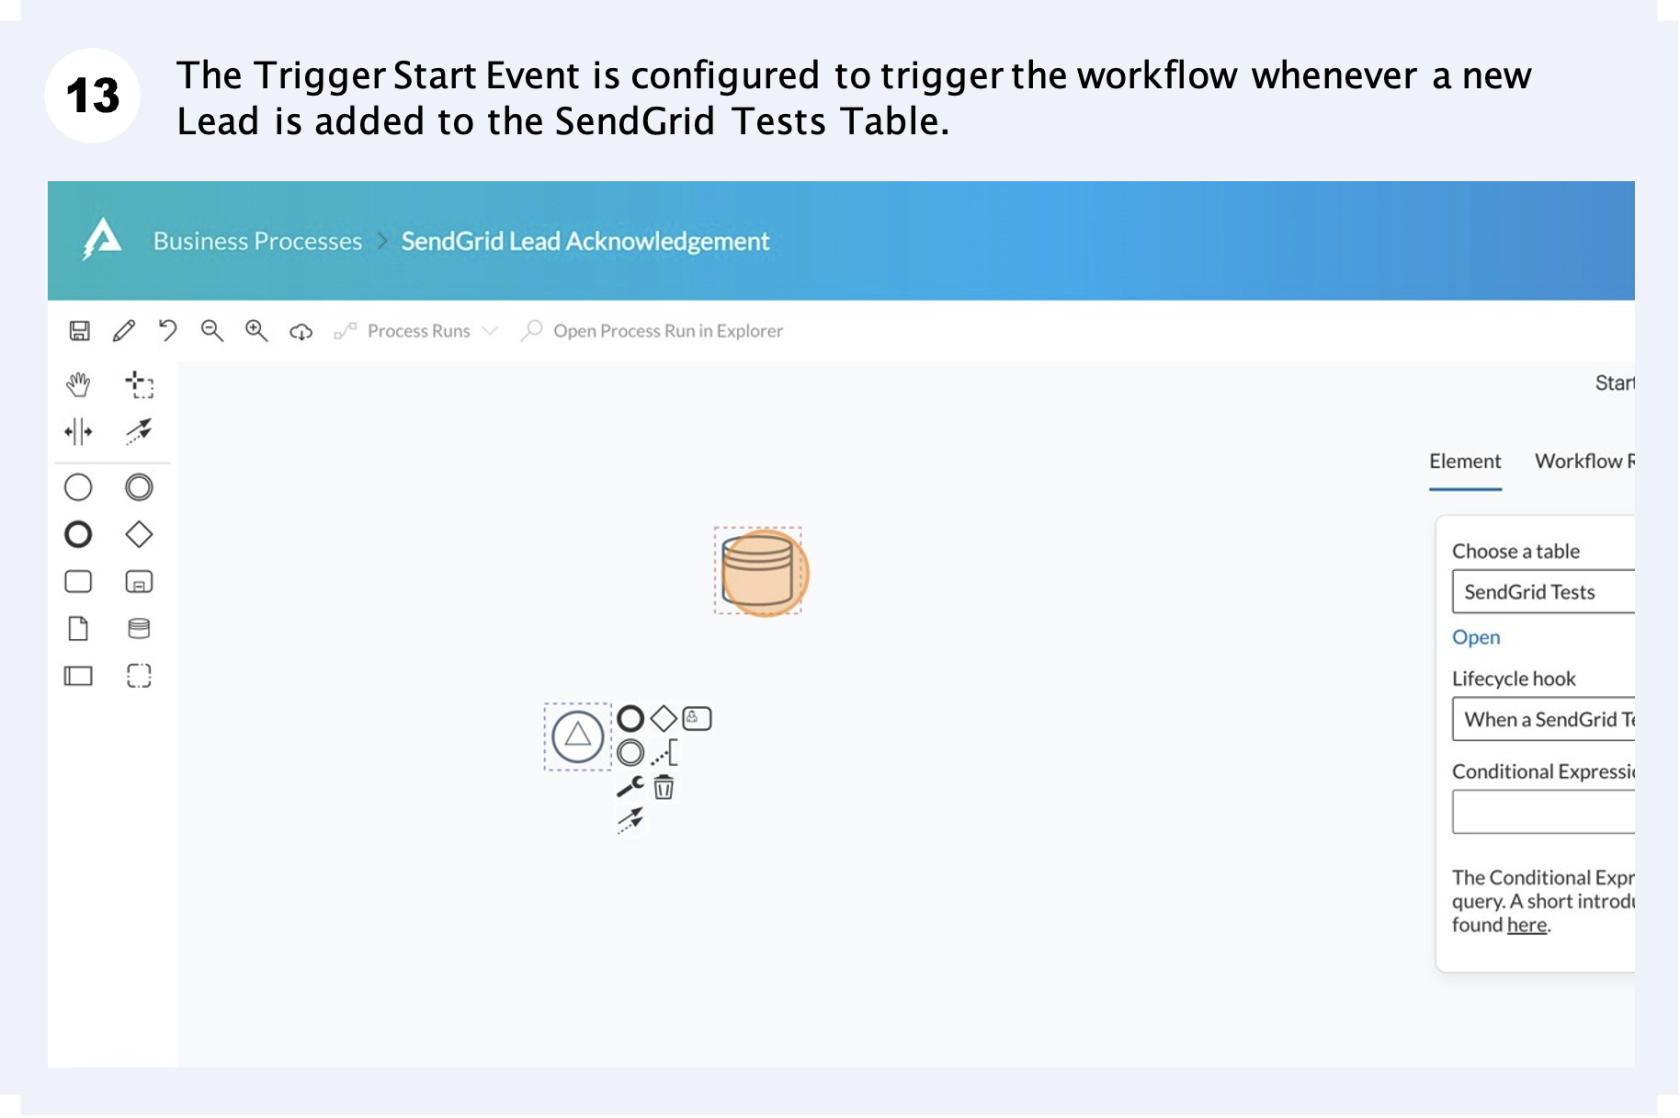 13
The Trigger Start Event is configured to trigger the workflow whenever a new
Lead is added to the SendGrid Tests Table.
Business Processes > SendGrid Lead Acknowledgement
Process Runs
Open Process Run in Explorer
Start
Element
Workflow R
Choose a table
SendGrid Tests
Open
Lifecycle hook
When a SendGrid Te
Conditional Expressi
The Conditional Expr
query. A short introdu
found here.